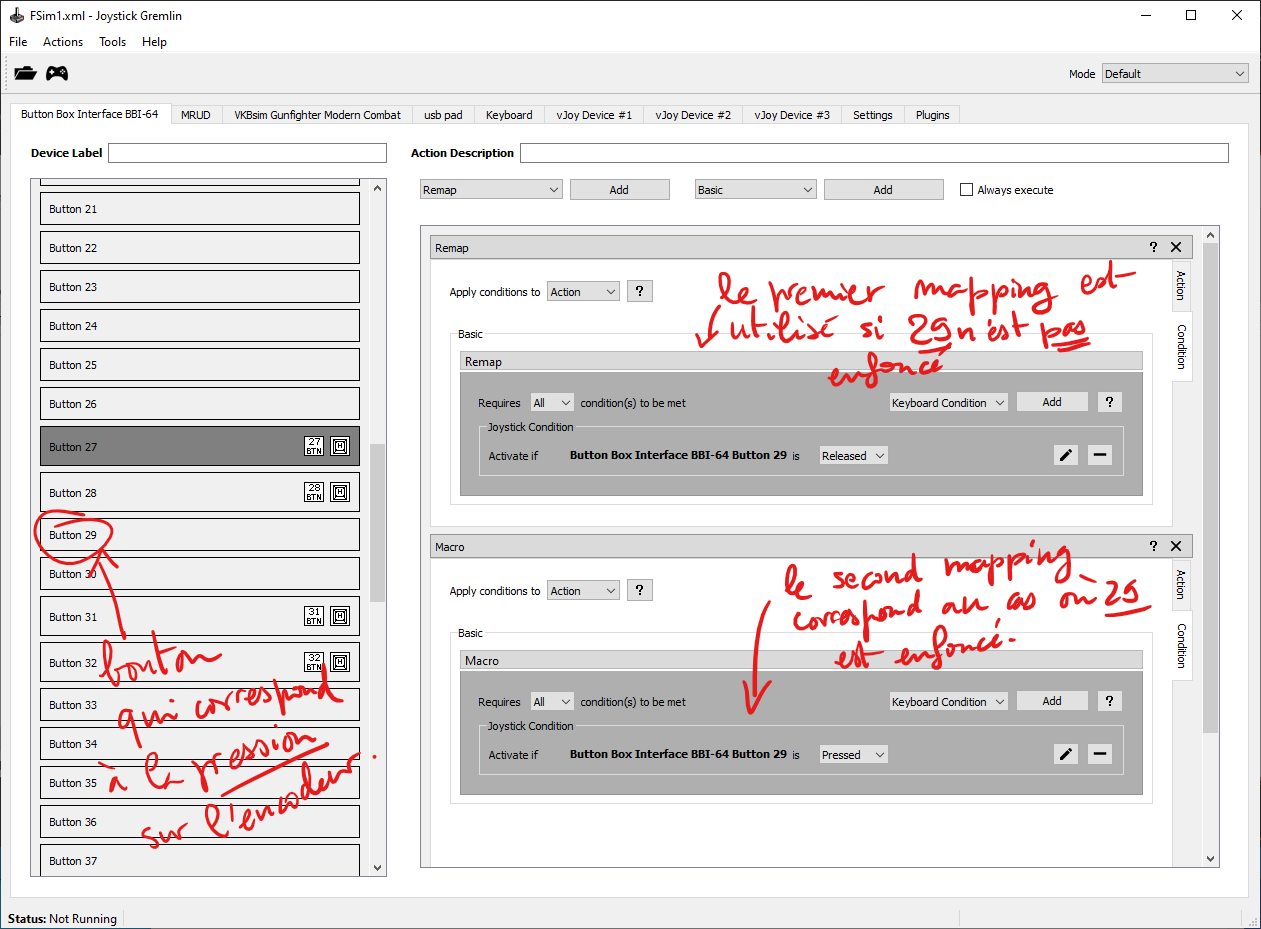 FSim1.xml - Joystick Gremlin
File Actions Tools Help
Mode Default
Button Box Interface BBI-64 MRUD VKBsim Gunfighter Modern Combat usb pad Keyboard vJoy Device #1 vJoy Device #2 vJoy Device #3 Settings Plugins
Device Label
Button 21
Button 22
Button 23
Button 24
Button 25
Button 26
Button 27 27 BTN M
Button 28 28 BTN M
Button 29
Button 30
Button 31 31 BTN M
Button 32 32 BTN M
Button 33
Button 34
Button 35
Button 36
Button 37
bouton
qui correspond
à la pression
sur l'encodeur.
Action Description
Remap Add Basic Add Always execute
Remap ? X
Apply conditions to Action ?
Action
Condition
le premier mapping est
utilisé si 29 n'est pas
enfoncé
Basic
Remap
Requires All condition(s) to be met Keyboard Condition Add ?
Joystick Condition
Activate if Button Box Interface BBI-64 Button 29 is Released
Macro ? X
Apply conditions to Action ?
Action
Condition
le second mapping
correspond au cas où 29
est enfoncé.
Basic
Macro
Requires All condition(s) to be met Keyboard Condition Add ?
Joystick Condition
Activate if Button Box Interface BBI-64 Button 29 is Pressed
Status: Not Running